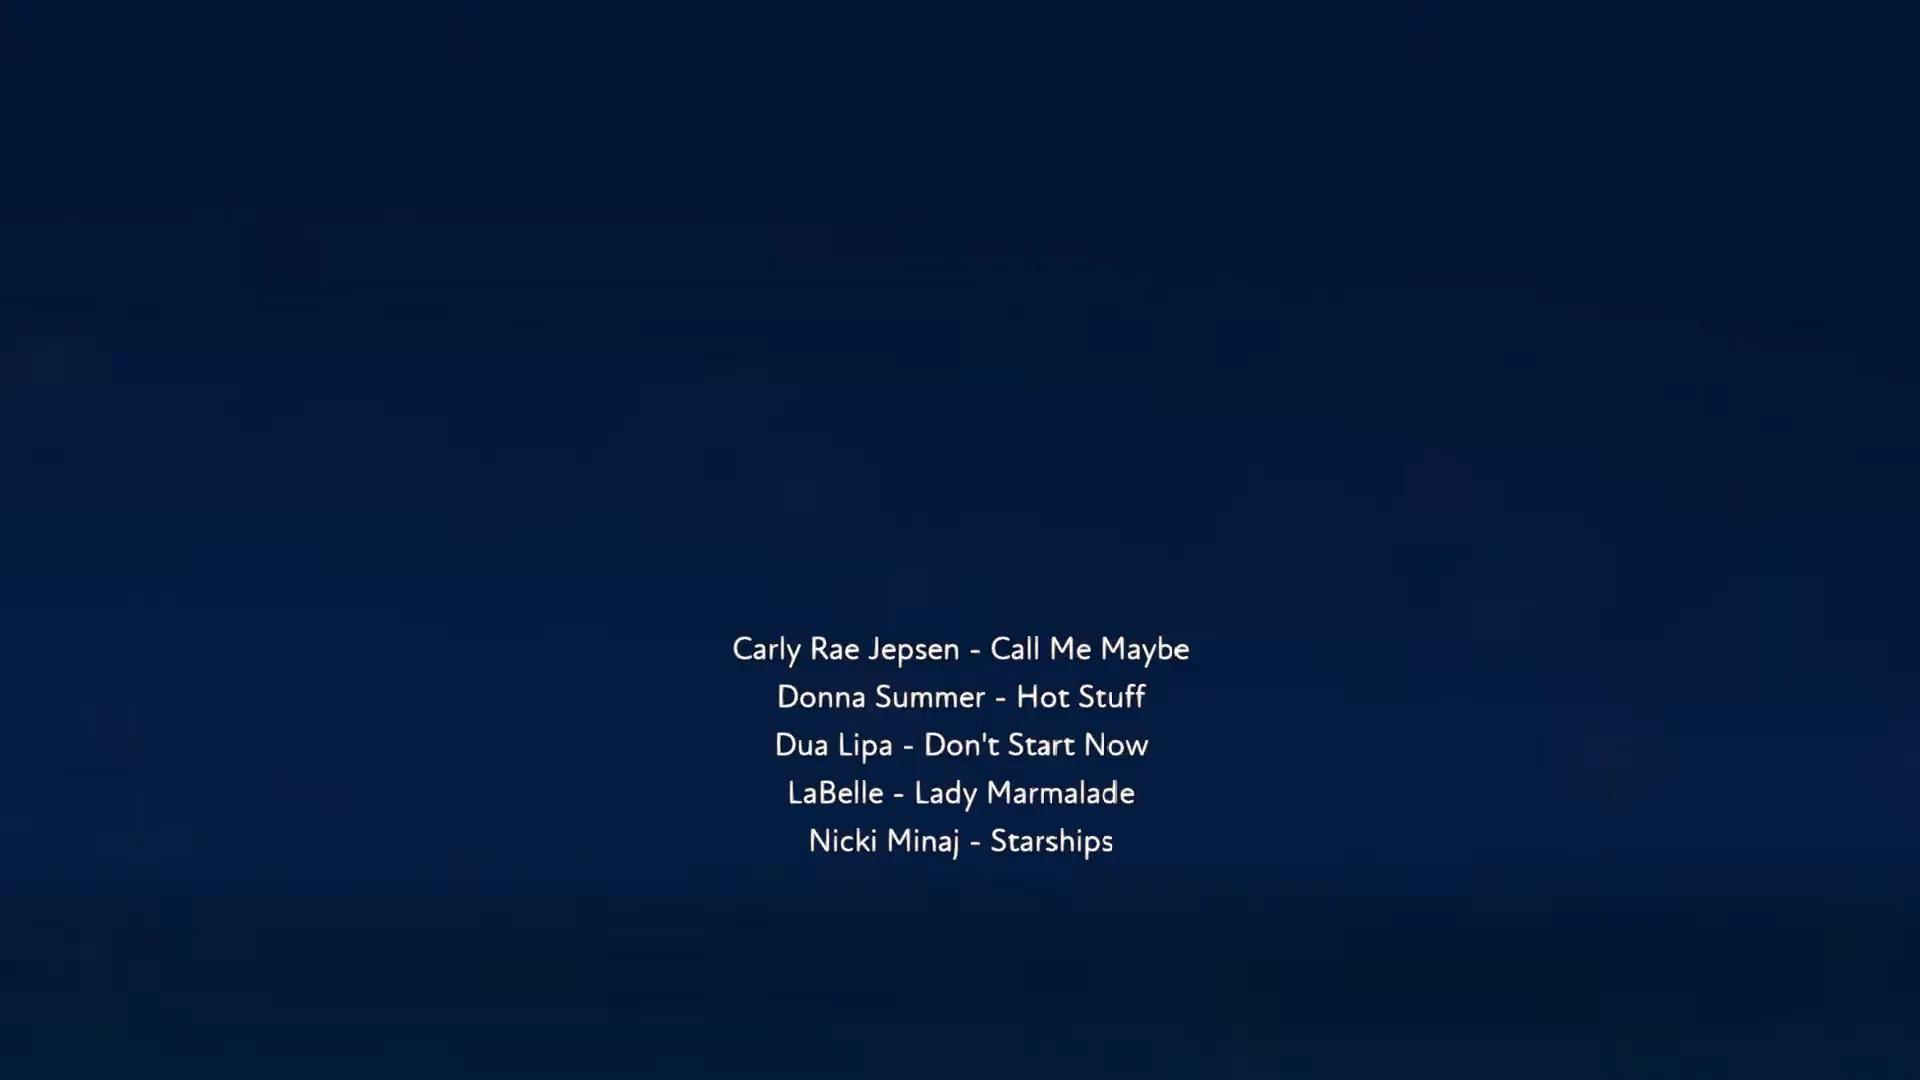 Carly Rae Jepsen - Call Me Maybe
Donna Summer - Hot Stuff
Dua Lipa - Don't Start Now
LaBelle - Lady Marmalade
Nicki Minaj - Starships